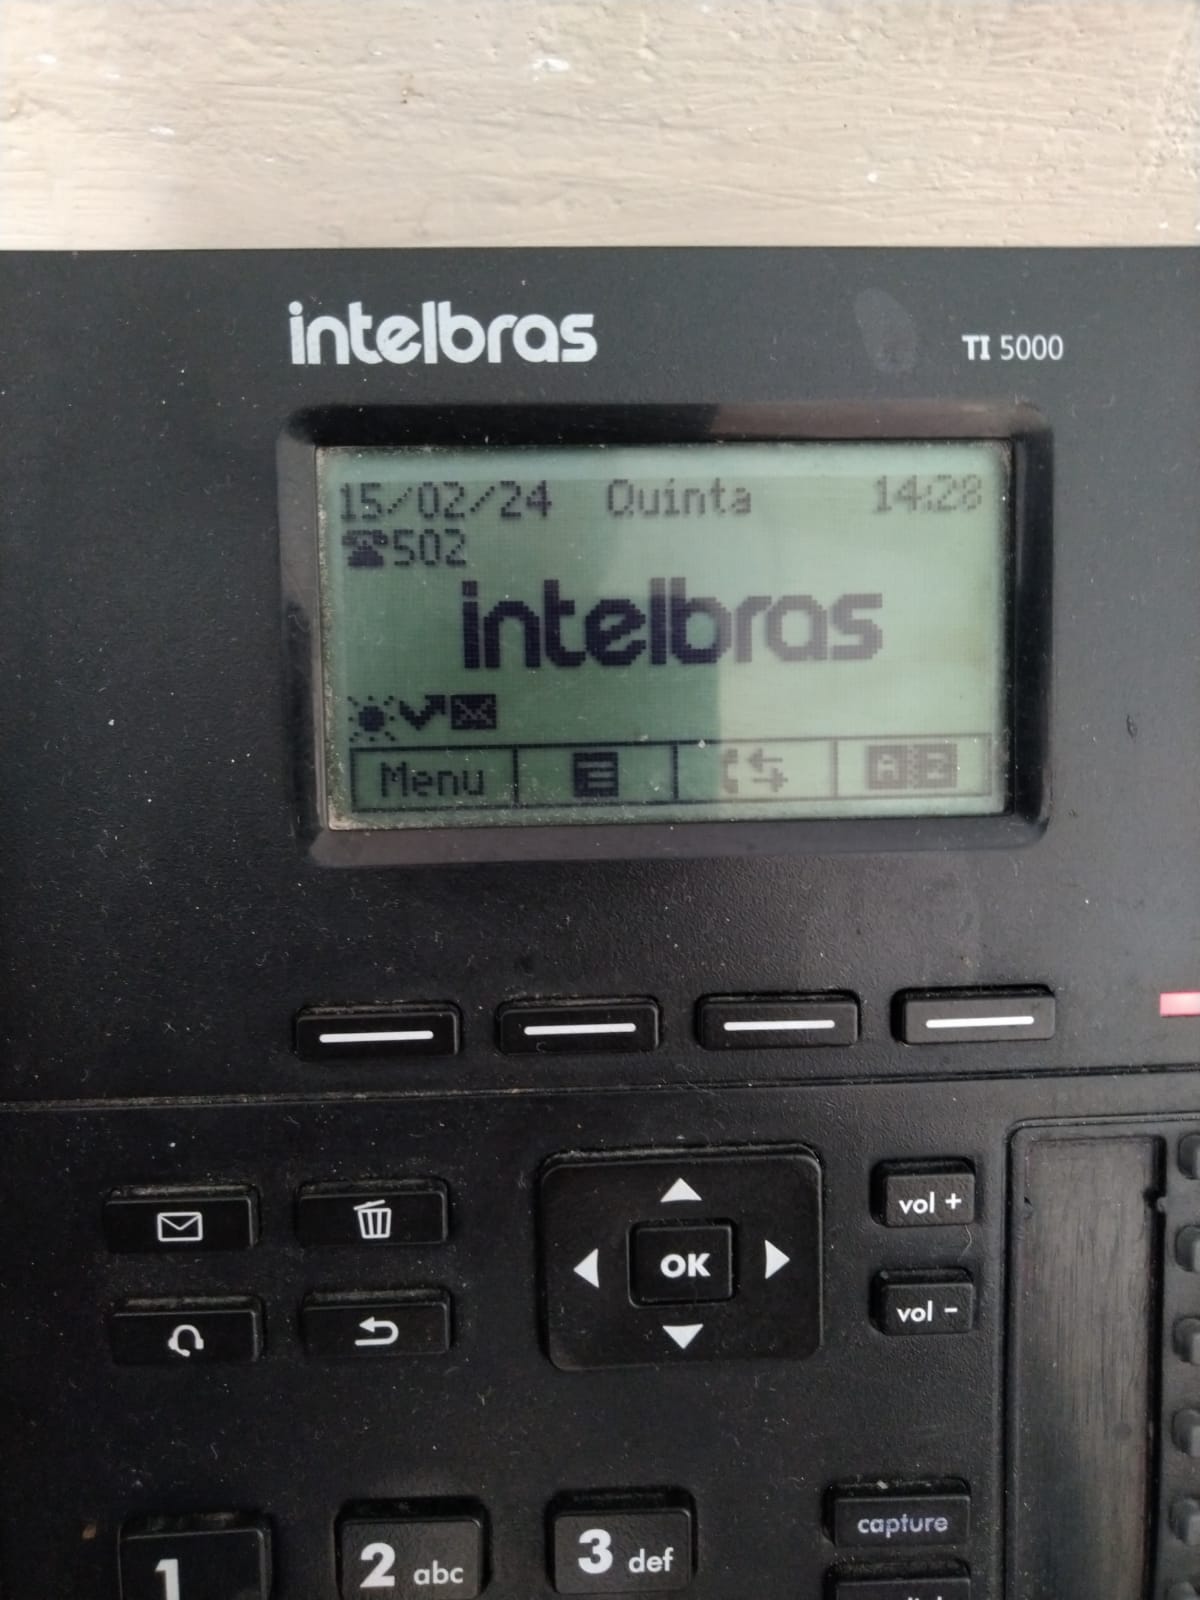 intelbras
TI 5000
15/02/24 Quinta 14:28
502
intelbras
Menu
vol +
OK
vol -
capture
1
2 abc
3 def